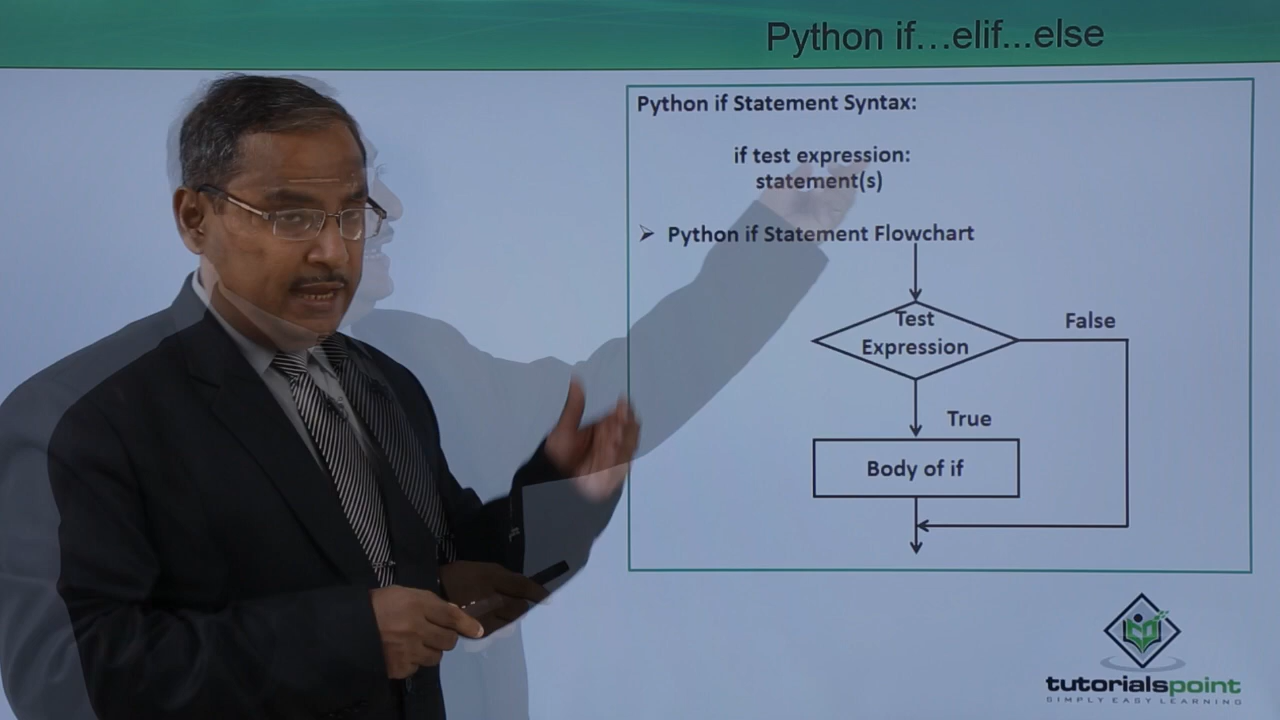 Python if...elif...else
Python if Statement Syntax:
if test expression:
statement(s)
➢ Python if Statement Flowchart
Test
Expression
False
True
Body of if
tutorialspoint
SIMPLY EASY LEARNING